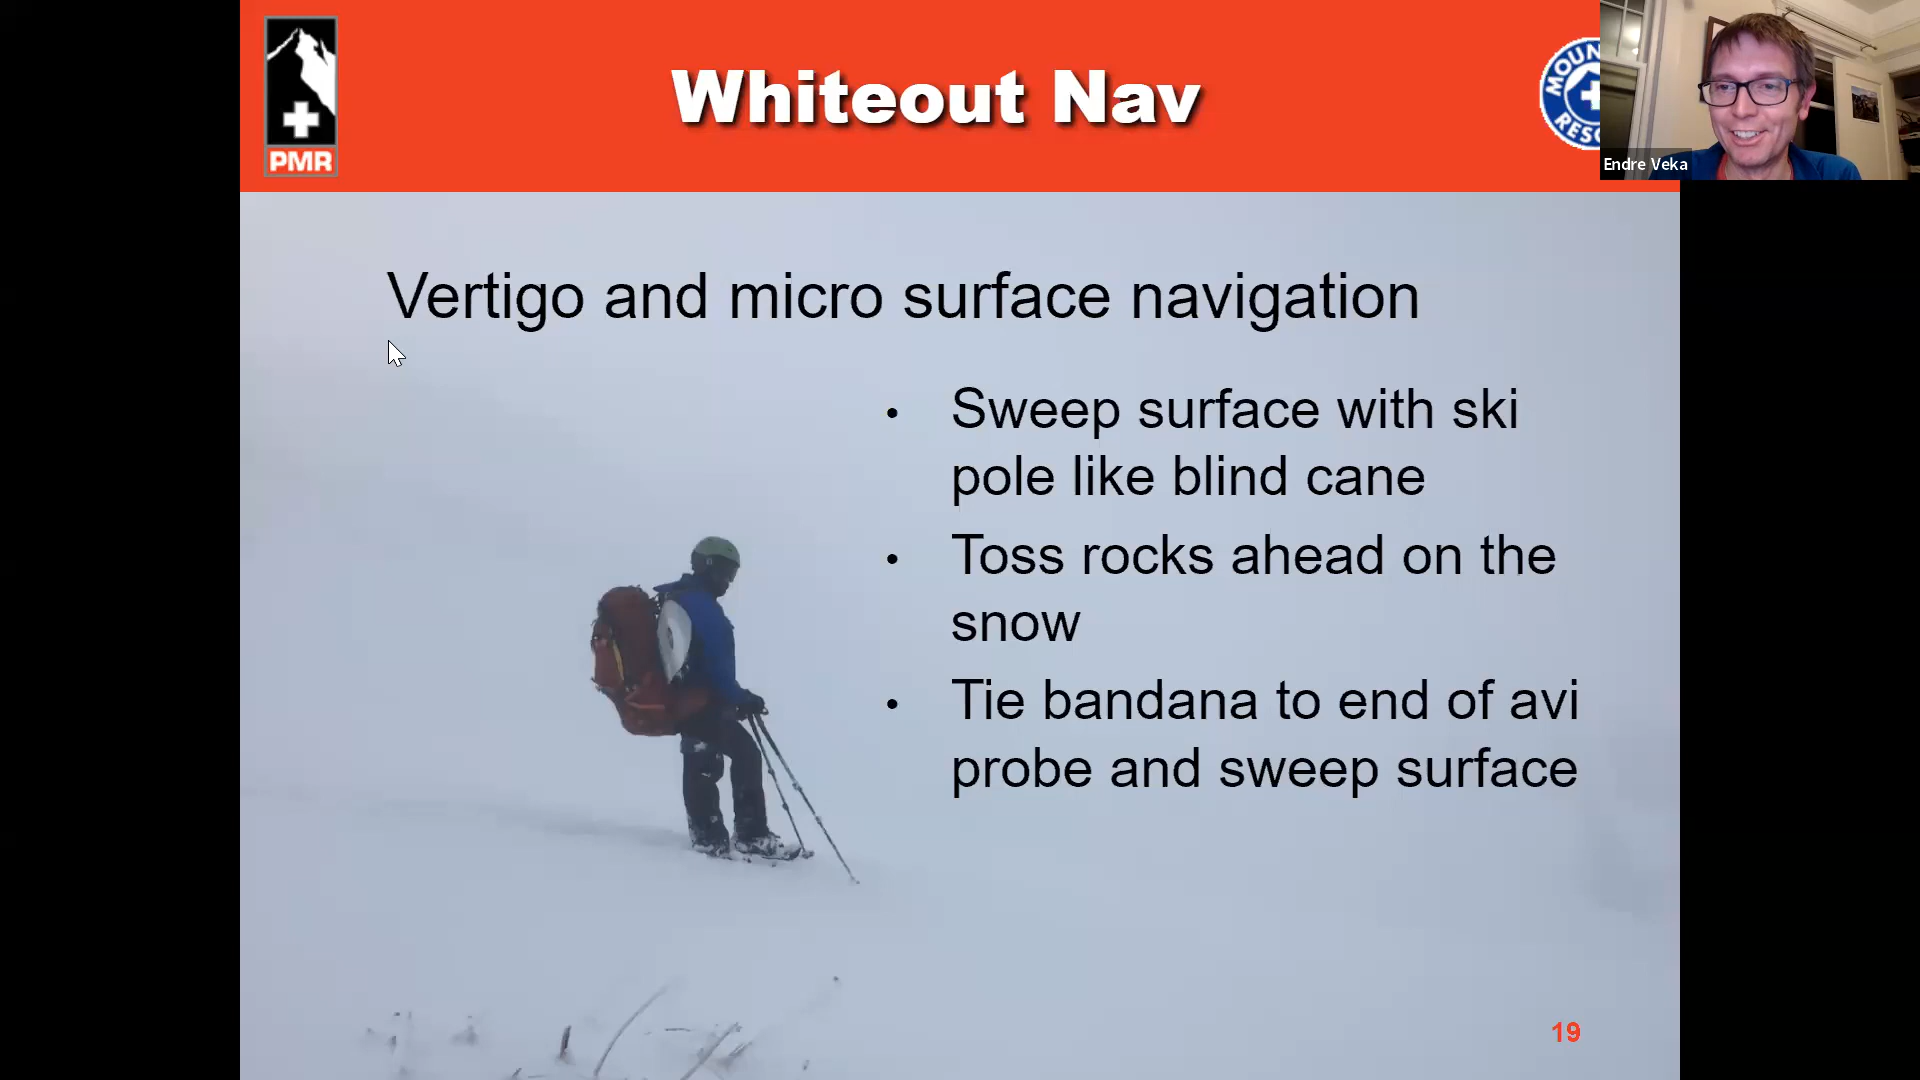 PMR
Whiteout Nav
Endre Veka
Vertigo and micro surface navigation
• Sweep surface with ski
pole like blind cane
• Toss rocks ahead on the
snow
• Tie bandana to end of avi
probe and sweep surface
19